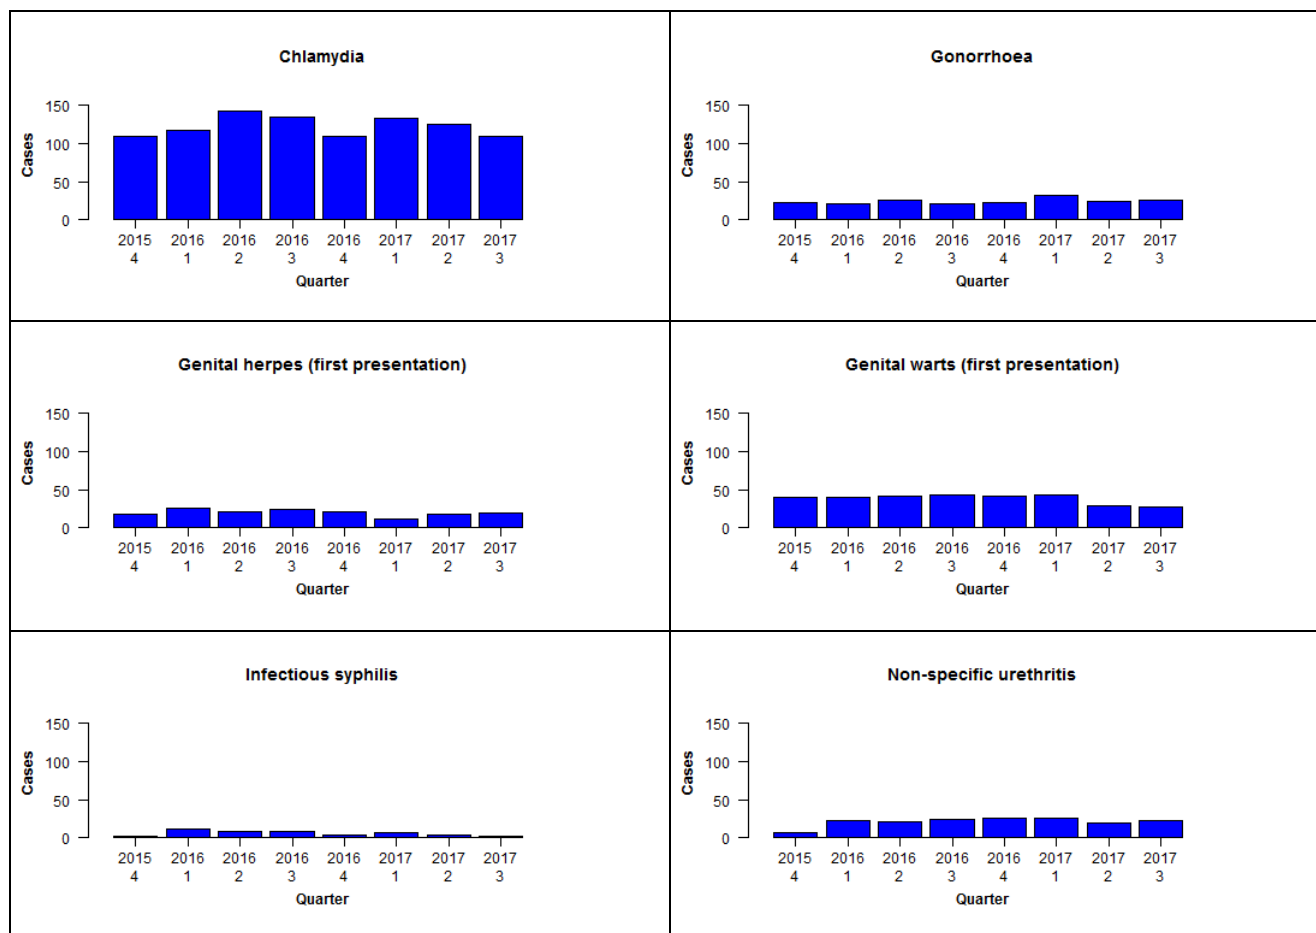 Chlamydia
150
100
50
0
Cases
2015 2016 2016 2016 2016 2017 2017 2017
4 1 2 3 4 1 2 3
Quarter
Gonorrhoea
150
100
50
0
Cases
2015 2016 2016 2016 2016 2017 2017 2017
4 1 2 3 4 1 2 3
Quarter
Genital herpes (first presentation)
150
100
50
0
Cases
2015 2016 2016 2016 2016 2017 2017 2017
4 1 2 3 4 1 2 3
Quarter
Genital warts (first presentation)
150
100
50
0
Cases
2015 2016 2016 2016 2016 2017 2017 2017
4 1 2 3 4 1 2 3
Quarter
Infectious syphilis
150
100
50
0
Cases
2015 2016 2016 2016 2016 2017 2017 2017
4 1 2 3 4 1 2 3
Quarter
Non-specific urethritis
150
100
50
0
Cases
2015 2016 2016 2016 2016 2017 2017 2017
4 1 2 3 4 1 2 3
Quarter